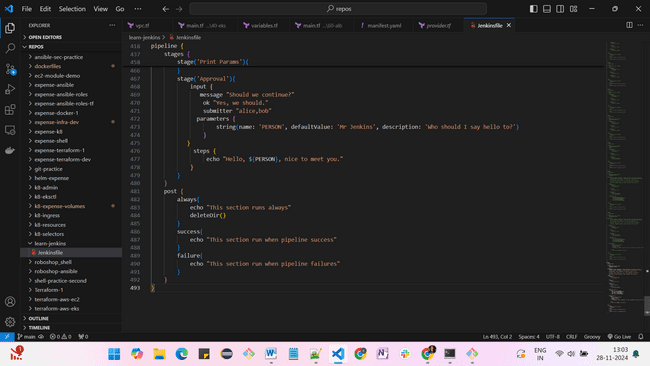 File Edit Selection View Go ··· repos
EXPLORER ···
OPEN EDITORS
REPOS
ansible-sec-practice
dockerfiles
ec2-module-demo
expense-ansible
expense-ansible-roles
expense-ansible-roles-tf
expense-docker-1
expense-infra-dev
expense-k8
expense-shell
expense-terraform-1
expense-terraform-dev
git-practice
helm-expense
k8-admin
k8-eksctl
k8-expense-volumes
k8-ingress
k8-resources
k8-selectors
learn-jenkins
Jenkinsfile
roboshop_shell
roboshop-ansible
shell-practice-second
Terraform-1
terraform-aws-ec2
terraform-aws-eks
OUTLINE
TIMELINE
vpc.tf main.tf ...\60-alb variables.tf main.tf manifest.yaml provider.tf Jenkinsfile
learn-jenkins > Jenkinsfile
pipeline {
stages {
stage('Print Params'){
466 }
467 stage('Approval'){
468 input {
469 message "Should we continue?"
470 ok "Yes, we should."
471 submitter "alice,bob"
472 parameters {
473 string(name: 'PERSON', defaultValue: 'Mr Jenkins', description: 'Who should I say hello to?')
474 }
475 }
476 steps {
477 echo "Hello, ${PERSON}, nice to meet you."
478 }
479 }
480 }
481 post {
482 always{
483 echo "This section runs always"
484 deleteDir()
485 }
486 success{
487 echo "This section run when pipeline success"
488 }
489 failure{
490 echo "This section run when pipeline failures"
491 }
492 }
493 }
main 0 0 0 Ln 493, Col 2 Spaces: 4 UTF-8 CRLF Groovy Go Live
ENG
IN
13:03
28-11-2024